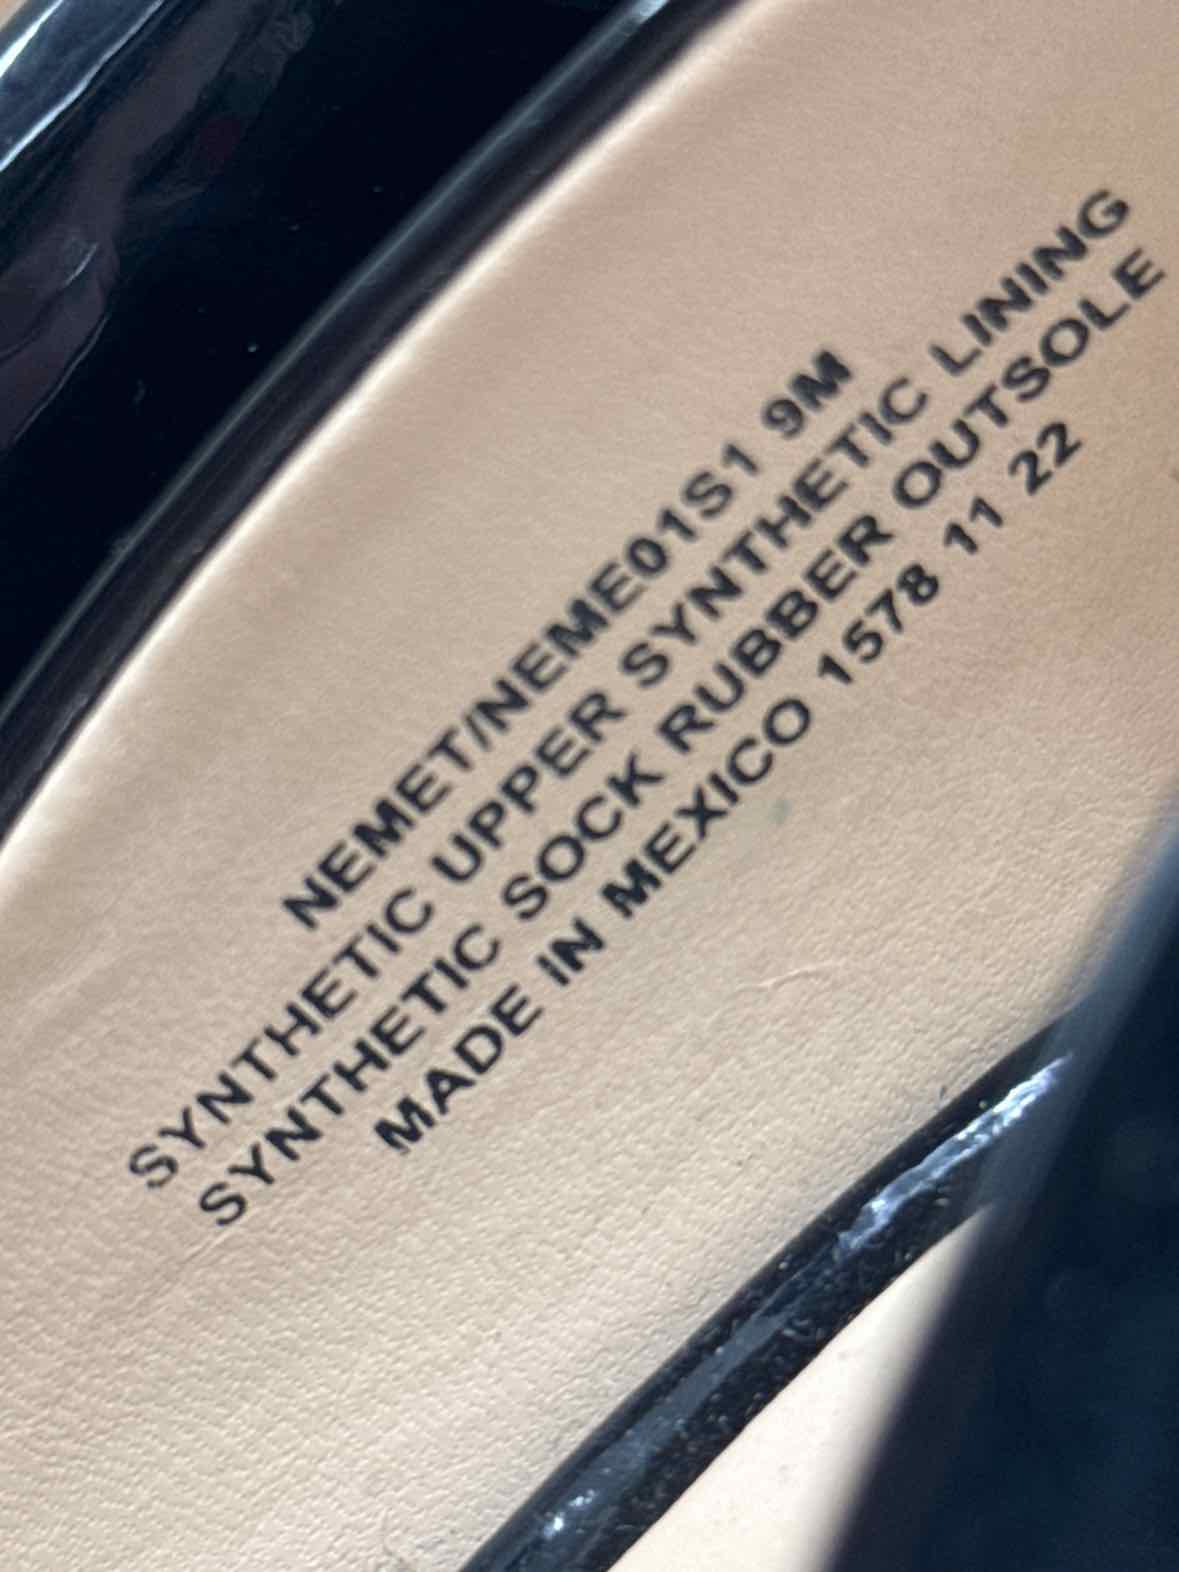 NEMET/NEME01S1 9M
SYNTHETIC UPPER SYNTHETIC LINING
SYNTHETIC SOCK RUBBER OUTSOLE
MADE IN MEXICO 1578 11 22